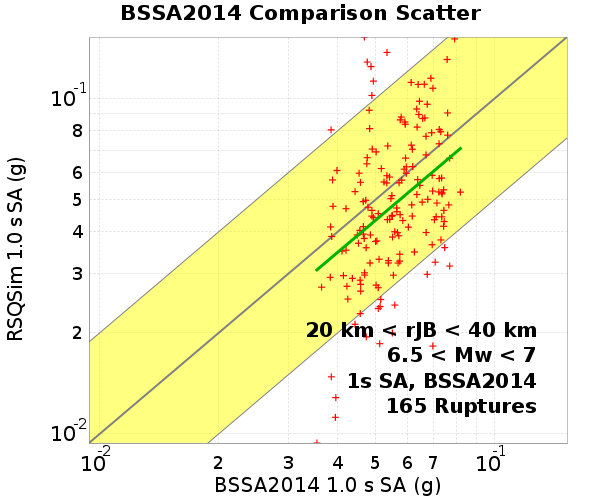 BSSA2014 Comparison Scatter
RSQSim 1.0 s SA (g)
10⁻¹
8
6
5
4
3
2
10⁻²
20 km < rJB < 40 km
6.5 < Mw < 7
1s SA, BSSA2014
165 Ruptures
10⁻² 2 3 4 5 6 7 10⁻¹
BSSA2014 1.0 s SA (g)